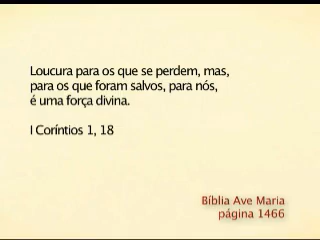 Loucura para os que se perdem, mas,
para os que foram salvos, para nós,
é uma força divina.
I Coríntios 1, 18
Bíblia Ave Maria
página 1466